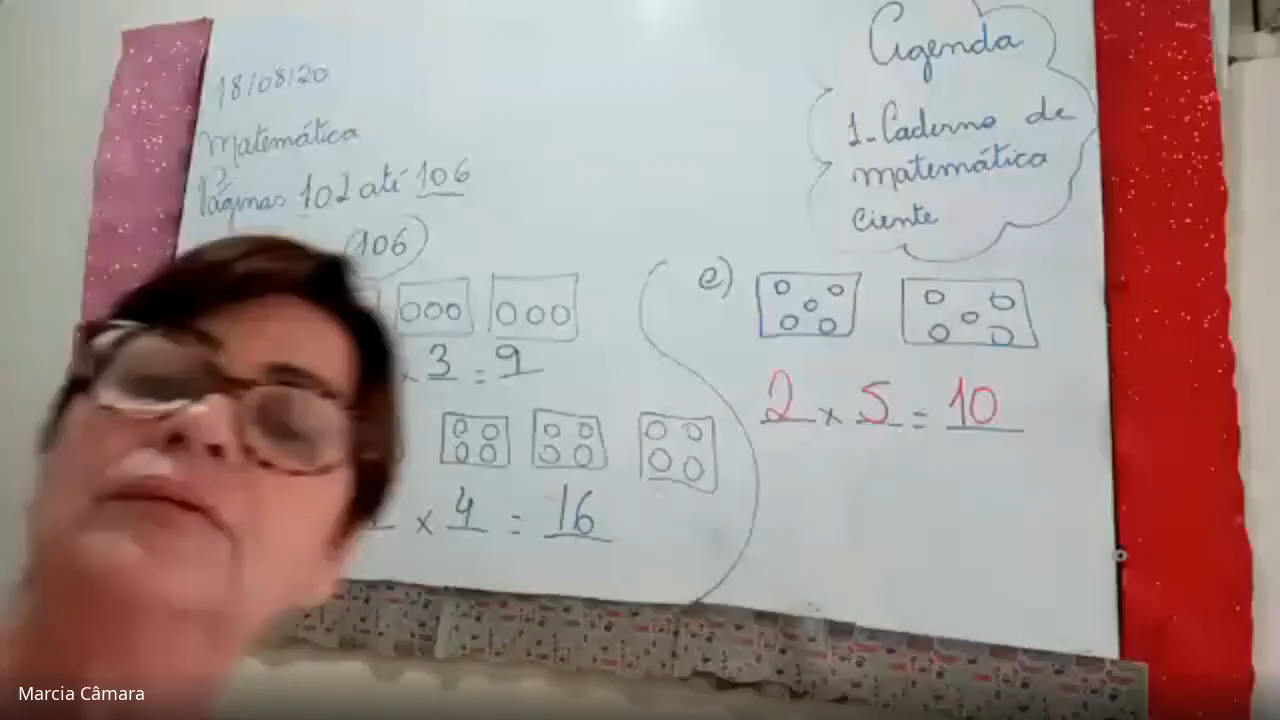 18/08/20
Matemática
Páginas 102 até 106
106
3 = 9
x 4 = 16
Agenda
1-Caderno de
matemática
ciente
e)
2 x 5 = 10
Marcia Câmara